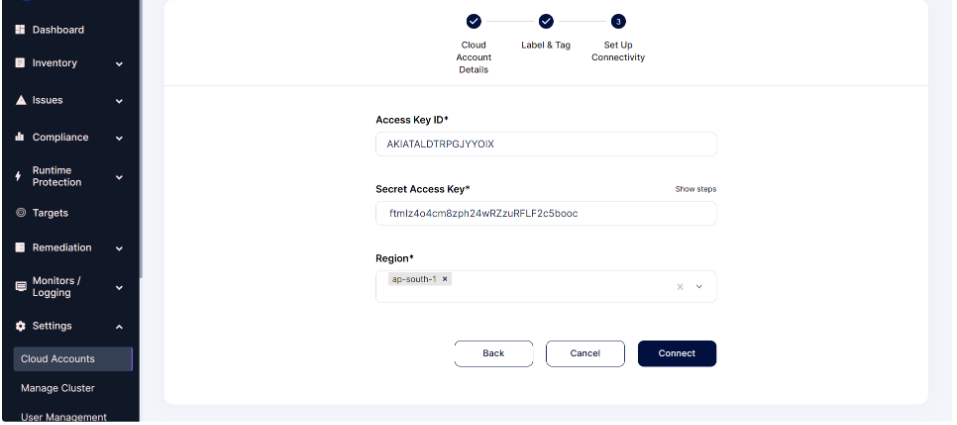 Dashboard
Inventory
Issues
Compliance
Runtime
Protection
Targets
Remediation
Monitors /
Logging
Settings
Cloud Accounts
Manage Cluster
User Management
3
Cloud
Account
Details
Label & Tag
Set Up
Connectivity
Access Key ID*
AKIATALDTRPGJYYOIX
Secret Access Key*
Show steps
ftmlz4o4cm8zph24wRZzuRFLF2c5booc
Region*
ap-south-1 ×
Back
Cancel
Connect